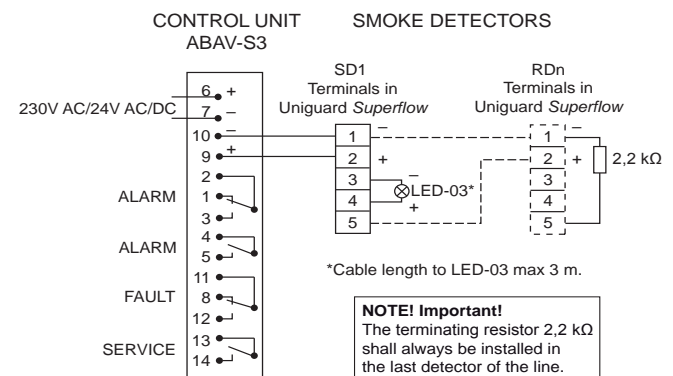 CONTROL UNIT
ABAV-S3
SMOKE DETECTORS
SD1
Terminals in
Uniguard Superflow
RDn
Terminals in
Uniguard Superflow
230V AC/24V AC/DC
6 +
7 –
10 –
9 +
2
ALARM 1
3
4
ALARM
5
11
FAULT 8
12
13
SERVICE
14
1 –
2 +
3 –
LED-03*
4 +
5
1 –
2 + 2,2 kΩ
3
4
5
*Cable length to LED-03 max 3 m.
NOTE! Important!
The terminating resistor 2,2 kΩ
shall always be installed in
the last detector of the line.